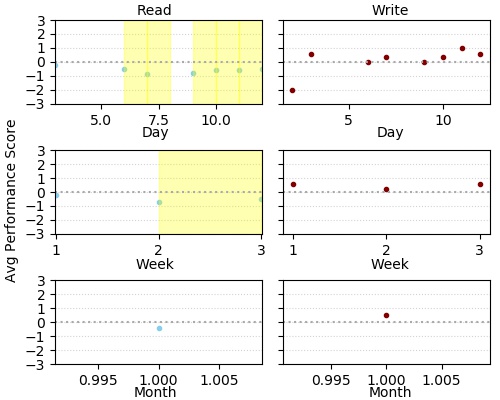 Read Write
3 2 1 0 −1 −2 −3
5.0 7.5 10.0 5 10
Day Day
3 2 1 0 −1 −2 −3
1 2 3 1 2 3
Week Week
3 2 1 0 −1 −2 −3
0.995 1.000 1.005 0.995 1.000 1.005
Month Month
Avg Performance Score